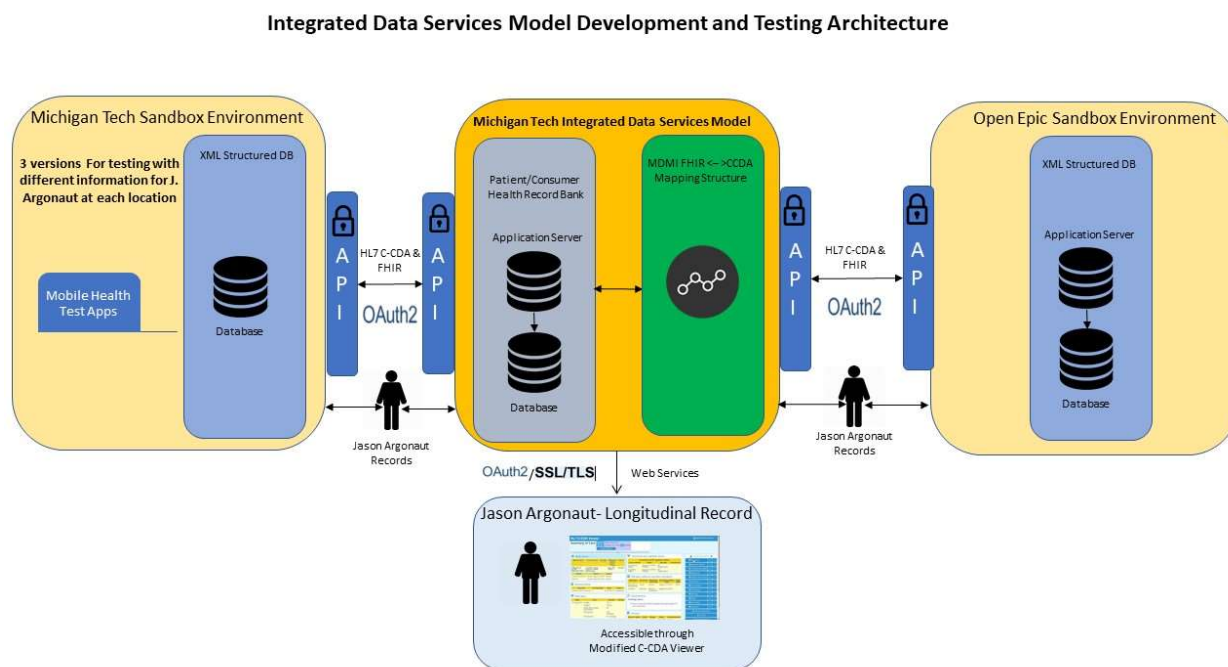 Integrated Data Services Model Development and Testing Architecture
Michigan Tech Sandbox Environment
3 versions For testing with
different information for J.
Argonaut at each location
Mobile Health
Test Apps
XML Structured DB
Database
A
P
I
HL7 C-CDA &
FHIR
OAuth2
A
P
I
Jason Argonaut
Records
Michigan Tech Integrated Data Services Model
Patient/Consumer
Health Record Bank
Application Server
Database
MDMI FHIR <-->CCDA
Mapping Structure
A
P
I
HL7 C-CDA &
FHIR
OAuth2
A
P
I
Jason Argonaut
Records
Open Epic Sandbox Environment
XML Structured DB
Application Server
Database
OAuth2/SSL/TLS
Web Services
Jason Argonaut- Longitudinal Record
Accessible through
Modified C-CDA Viewer